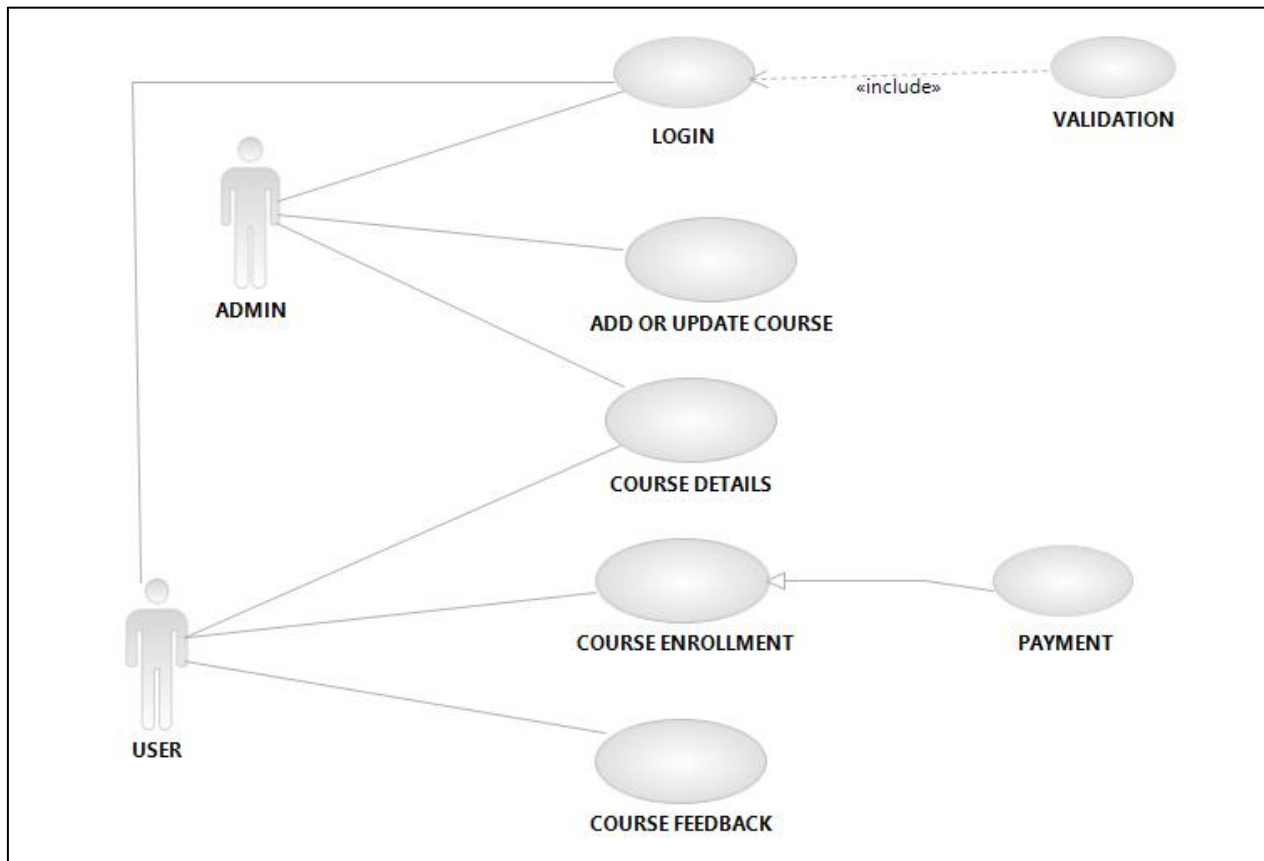 «include»
LOGIN
VALIDATION
ADMIN
ADD OR UPDATE COURSE
COURSE DETAILS
COURSE ENROLLMENT
PAYMENT
USER
COURSE FEEDBACK